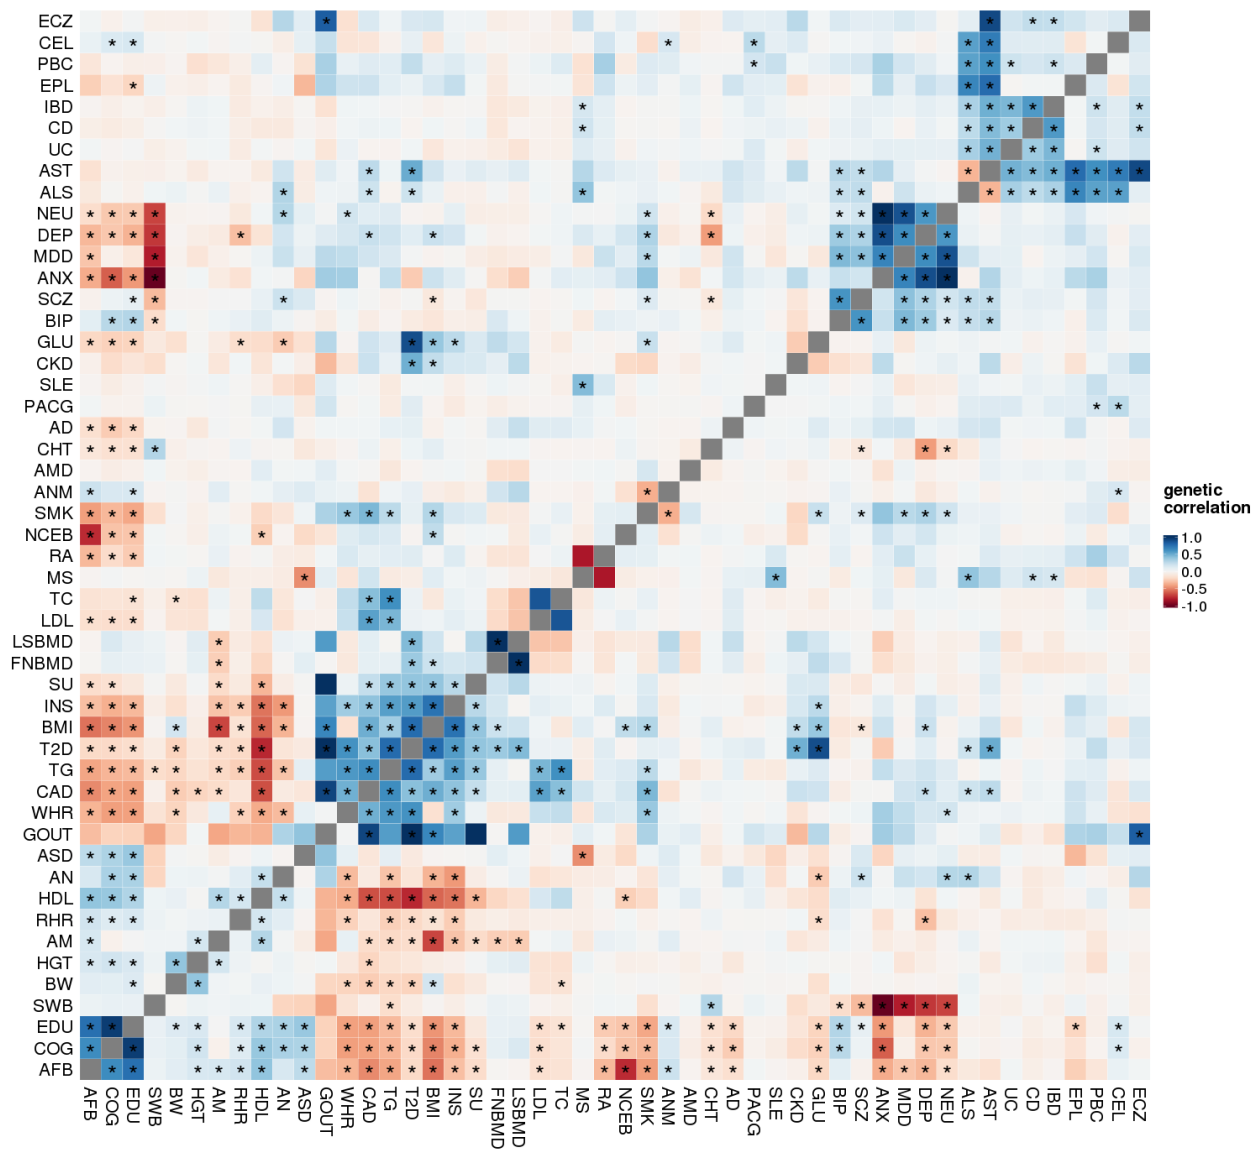 ECZ
CEL
PBC
EPL
IBD
CD
UC
AST
ALS
NEU
DEP
MDD
ANX
SCZ
BIP
GLU
CKD
SLE
PACG
AD
CHT
AMD
ANM
SMK
NCEB
RA
MS
TC
LDL
LSBMD
FNBMD
SU
INS
BMI
T2D
TG
CAD
WHR
GOUT
ASD
AN
HDL
RHR
AM
HGT
BW
SWB
EDU
COG
AFB
AFB
COG
EDU
SWB
BW
HGT
AM
RHR
HDL
AN
ASD
GOUT
WHR
CAD
TG
T2D
BMI
INS
SU
FNBMD
LSBMD
LDL
TC
MS
RA
NCEB
SMK
ANM
AMD
CHT
AD
PACG
SLE
CKD
GLU
BIP
SCZ
ANX
MDD
DEP
NEU
ALS
AST
UC
CD
IBD
EPL
PBC
CEL
ECZ
genetic
correlation
1.0
0.5
0.0
-0.5
-1.0